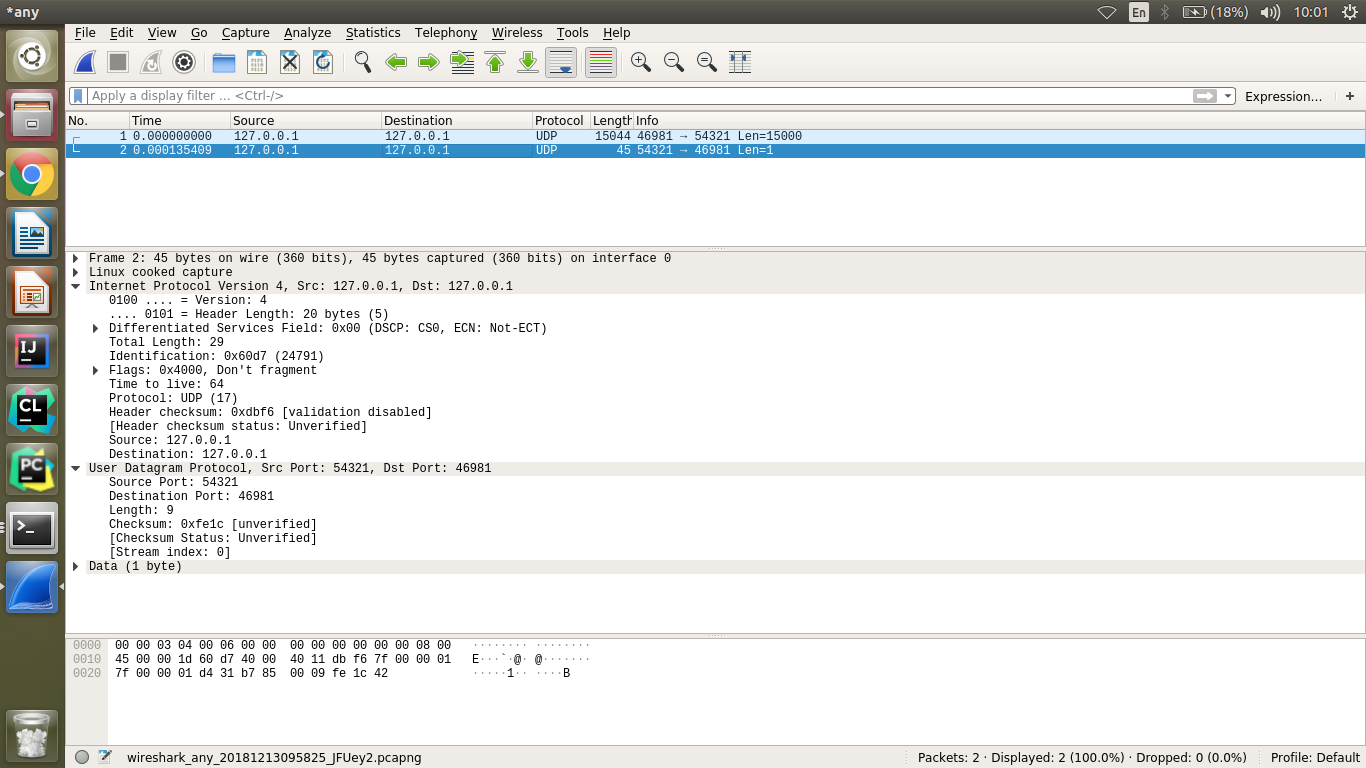 *any
En
(18%)
10:01
File Edit View Go Capture Analyze Statistics Telephony Wireless Tools Help
Apply a display filter ... <Ctrl-/>
Expression...
+
No. Time Source Destination Protocol Length Info
1 0.000000000 127.0.0.1 127.0.0.1 UDP 15044 46981 → 54321 Len=15000
2 0.000135409 127.0.0.1 127.0.0.1 UDP 45 54321 → 46981 Len=1
Frame 2: 45 bytes on wire (360 bits), 45 bytes captured (360 bits) on interface 0
Linux cooked capture
Internet Protocol Version 4, Src: 127.0.0.1, Dst: 127.0.0.1
0100 .... = Version: 4
.... 0101 = Header Length: 20 bytes (5)
Differentiated Services Field: 0x00 (DSCP: CS0, ECN: Not-ECT)
Total Length: 29
Identification: 0x60d7 (24791)
Flags: 0x4000, Don't fragment
Time to live: 64
Protocol: UDP (17)
Header checksum: 0xdbf6 [validation disabled]
[Header checksum status: Unverified]
Source: 127.0.0.1
Destination: 127.0.0.1
User Datagram Protocol, Src Port: 54321, Dst Port: 46981
Source Port: 54321
Destination Port: 46981
Length: 9
Checksum: 0xfe1c [unverified]
[Checksum Status: Unverified]
[Stream index: 0]
Data (1 byte)
0000 00 00 03 04 00 06 00 00 00 00 00 00 00 00 08 00 ········ ········
0010 45 00 00 1d 60 d7 40 00 40 11 db f6 7f 00 00 01 E···`·@· @·······
0020 7f 00 00 01 d4 31 b7 85 00 09 fe 1c 42 ·····1·· ····B
wireshark_any_20181213095825_JFUey2.pcapng
Packets: 2 · Displayed: 2 (100.0%) · Dropped: 0 (0.0%)
Profile: Default
IJ
CL
PC
>_